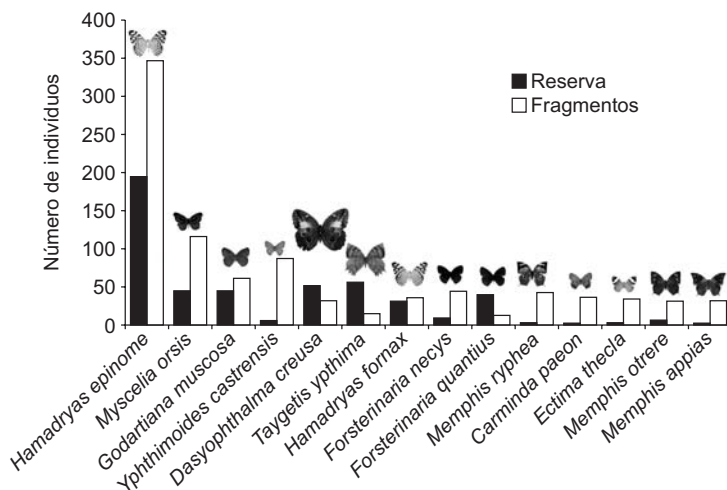 400
350
300
250
200
150
100
50
0
Número de indivíduos
Reserva
Fragmentos
Hamadryas epinome
Myscelia orsis
Godartiana muscosa
Yphthimoides castrensis
Dasyophthalma creusa
Taygetis ypthima
Hamadryas fornax
Forsterinaria necys
Forsterinaria quantius
Memphis ryphea
Carminda paeon
Ectima thecla
Memphis otrere
Memphis appias